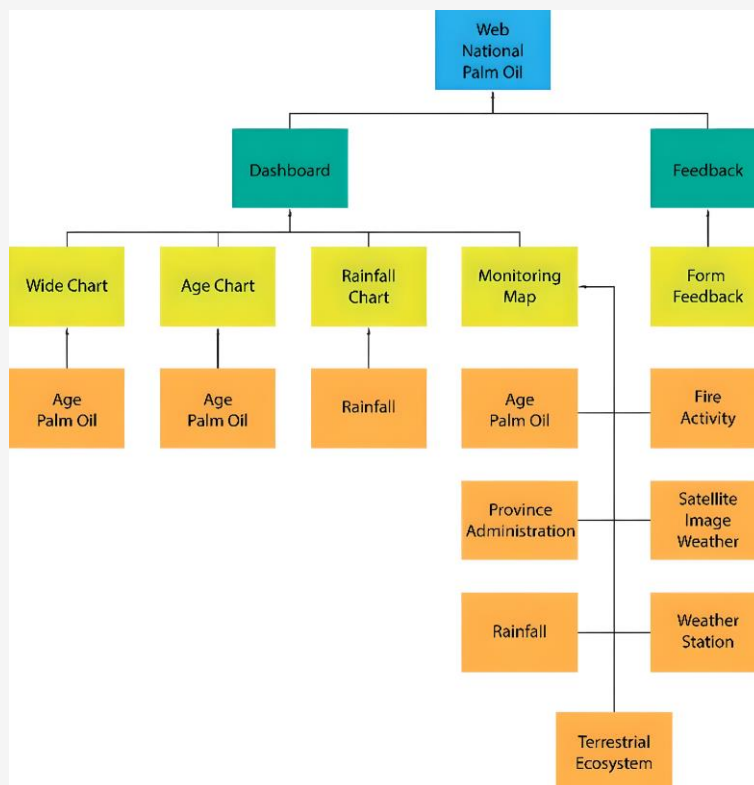 Web
National
Palm Oil
Dashboard
Feedback
Wide Chart
Age Chart
Rainfall
Chart
Monitoring
Map
Form
Feedback
Age
Palm Oil
Age
Palm Oil
Rainfall
Age
Palm Oil
Fire
Activity
Province
Administration
Satellite
Image
Weather
Rainfall
Weather
Station
Terrestrial
Ecosystem